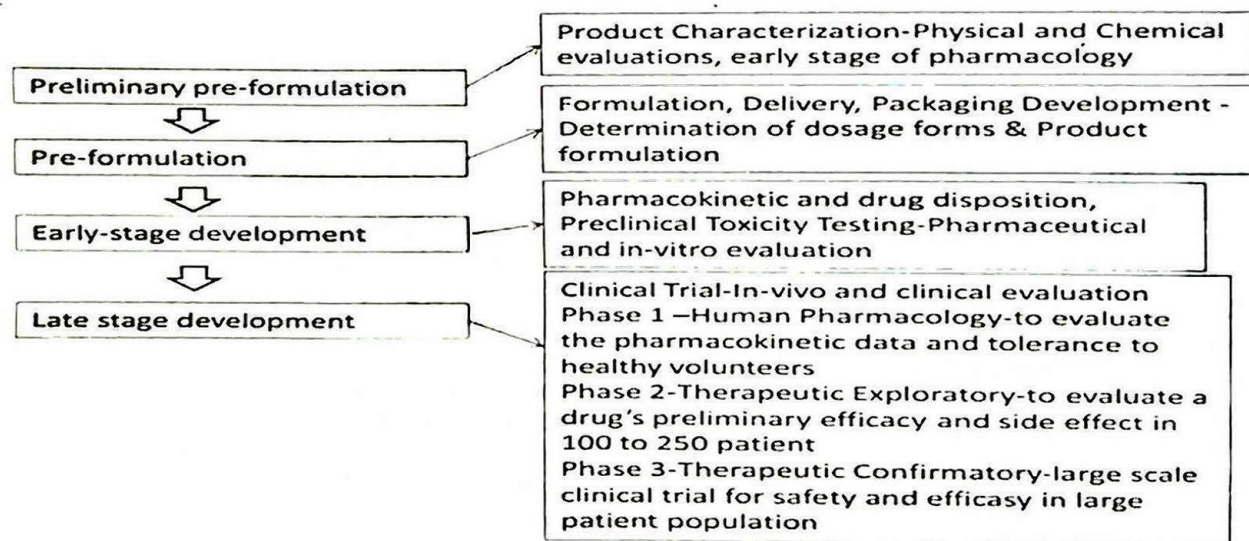 Preliminary pre-formulation
Product Characterization-Physical and Chemical
evaluations, early stage of pharmacology
Pre-formulation
Formulation, Delivery, Packaging Development -
Determination of dosage forms & Product
formulation
Early-stage development
Pharmacokinetic and drug disposition,
Preclinical Toxicity Testing-Pharmaceutical
and in-vitro evaluation
Late stage development
Clinical Trial-In-vivo and clinical evaluation
Phase 1 –Human Pharmacology-to evaluate
the pharmacokinetic data and tolerance to
healthy volunteers
Phase 2-Therapeutic Exploratory-to evaluate a
drug's preliminary efficacy and side effect in
100 to 250 patient
Phase 3-Therapeutic Confirmatory-large scale
clinical trial for safety and efficasy in large
patient population